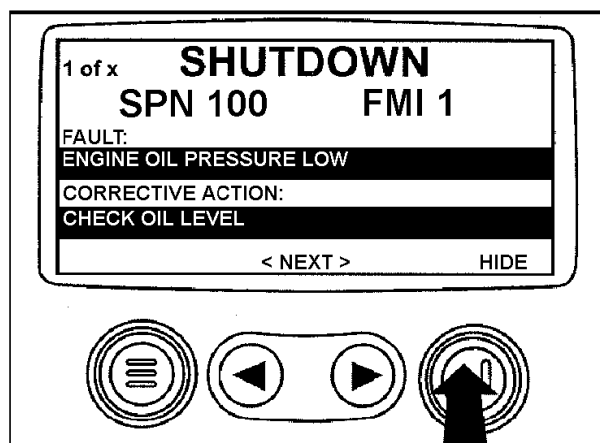 1 of x SHUTDOWN
SPN 100 FMI 1
FAULT:
ENGINE OIL PRESSURE LOW
CORRECTIVE ACTION:
CHECK OIL LEVEL
< NEXT > HIDE